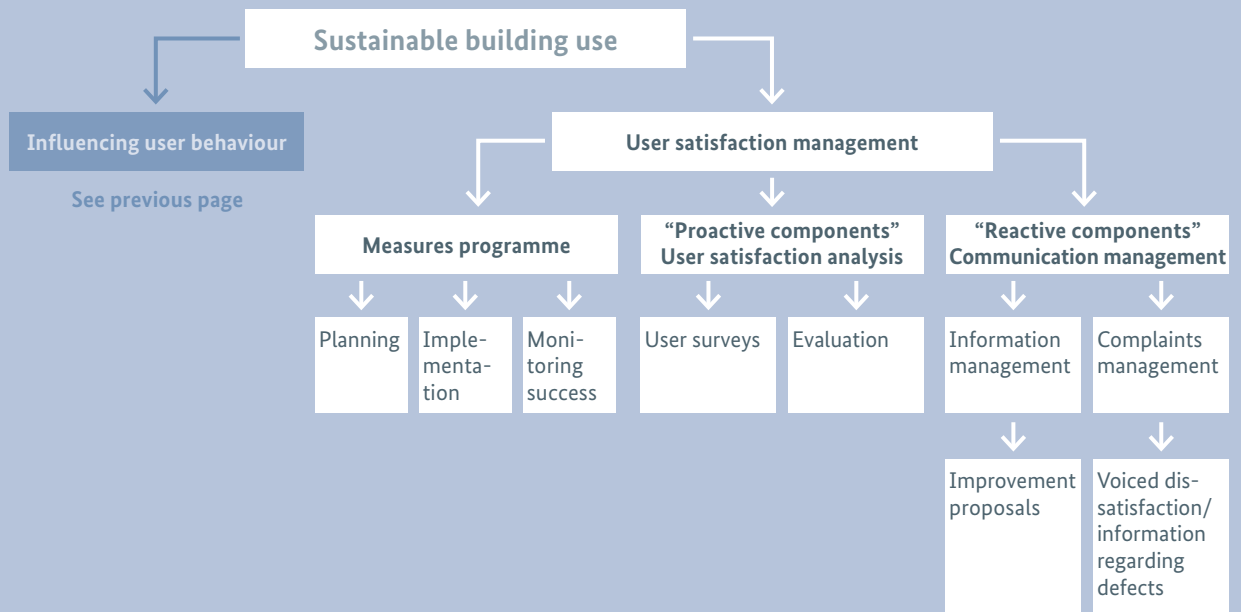 Sustainable building use
Influencing user behaviour
See previous page
User satisfaction management
Measures programme
“Proactive components”
User satisfaction analysis
“Reactive components”
Communication management
Planning
Imple-
menta-
tion
Moni-
toring
success
User surveys
Evaluation
Information
management
Complaints
management
Improvement
proposals
Voiced dis-
satisfaction/
information
regarding
defects